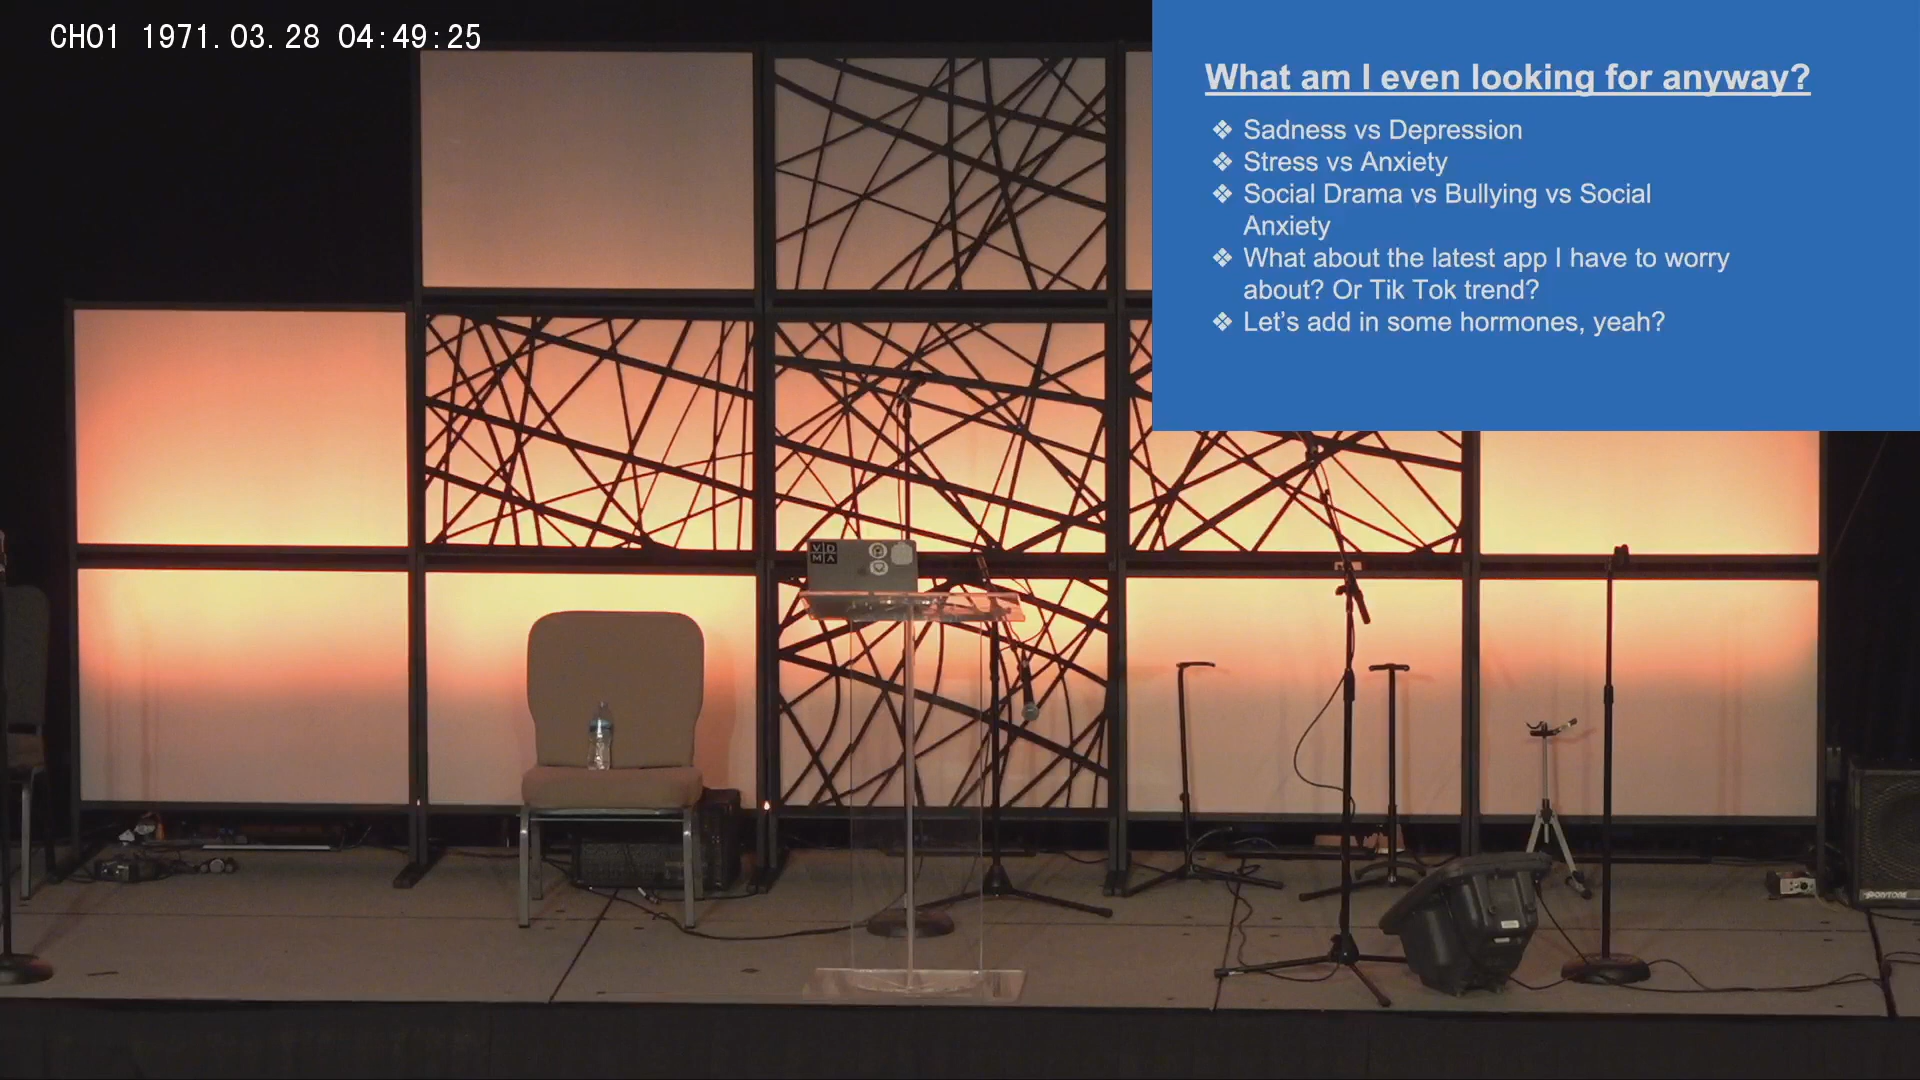 CH01 1971.03.28 04:49:25
What am I even looking for anyway?
❖ Sadness vs Depression
❖ Stress vs Anxiety
❖ Social Drama vs Bullying vs Social
Anxiety
❖ What about the latest app I have to worry
about? Or Tik Tok trend?
❖ Let's add in some hormones, yeah?
VD
MA